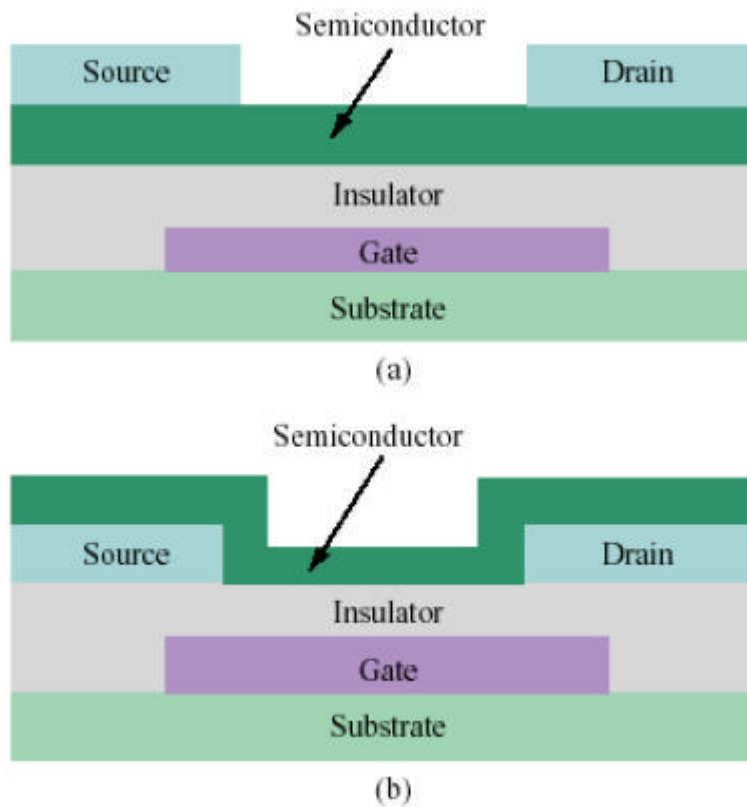 Semiconductor
Source
Drain
Insulator
Gate
Substrate
(a)
Semiconductor
Source
Drain
Insulator
Gate
Substrate
(b)